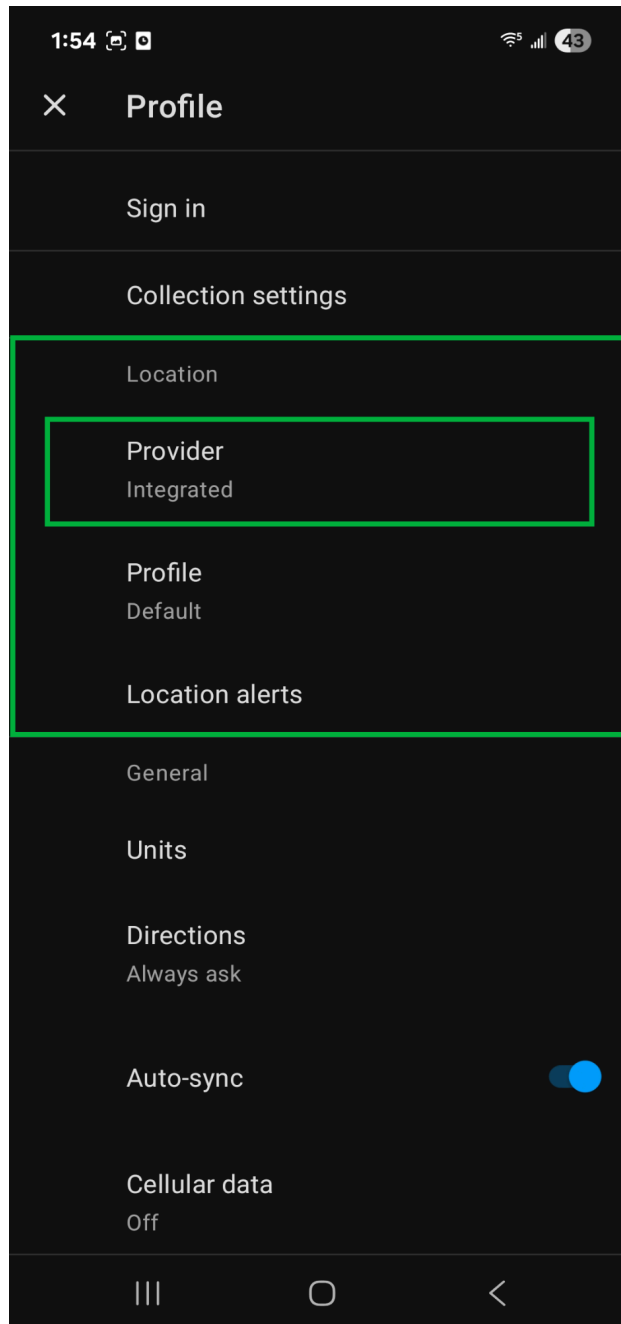 1:54
5
43
Profile
Sign in
Collection settings
Location
Provider
Integrated
Profile
Default
Location alerts
General
Units
Directions
Always ask
Auto-sync
Cellular data
Off